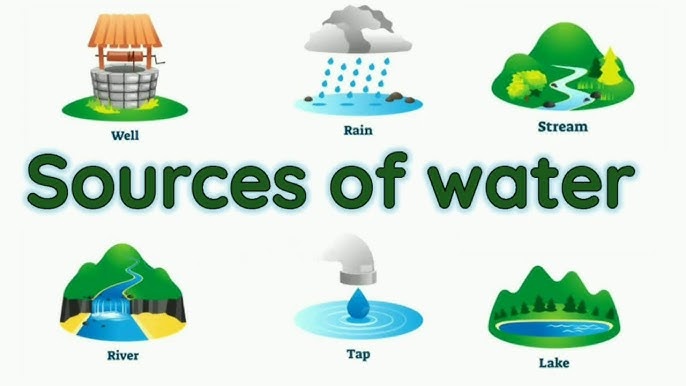 Well
Rain
Stream
Sources of water
River
Tap
Lake